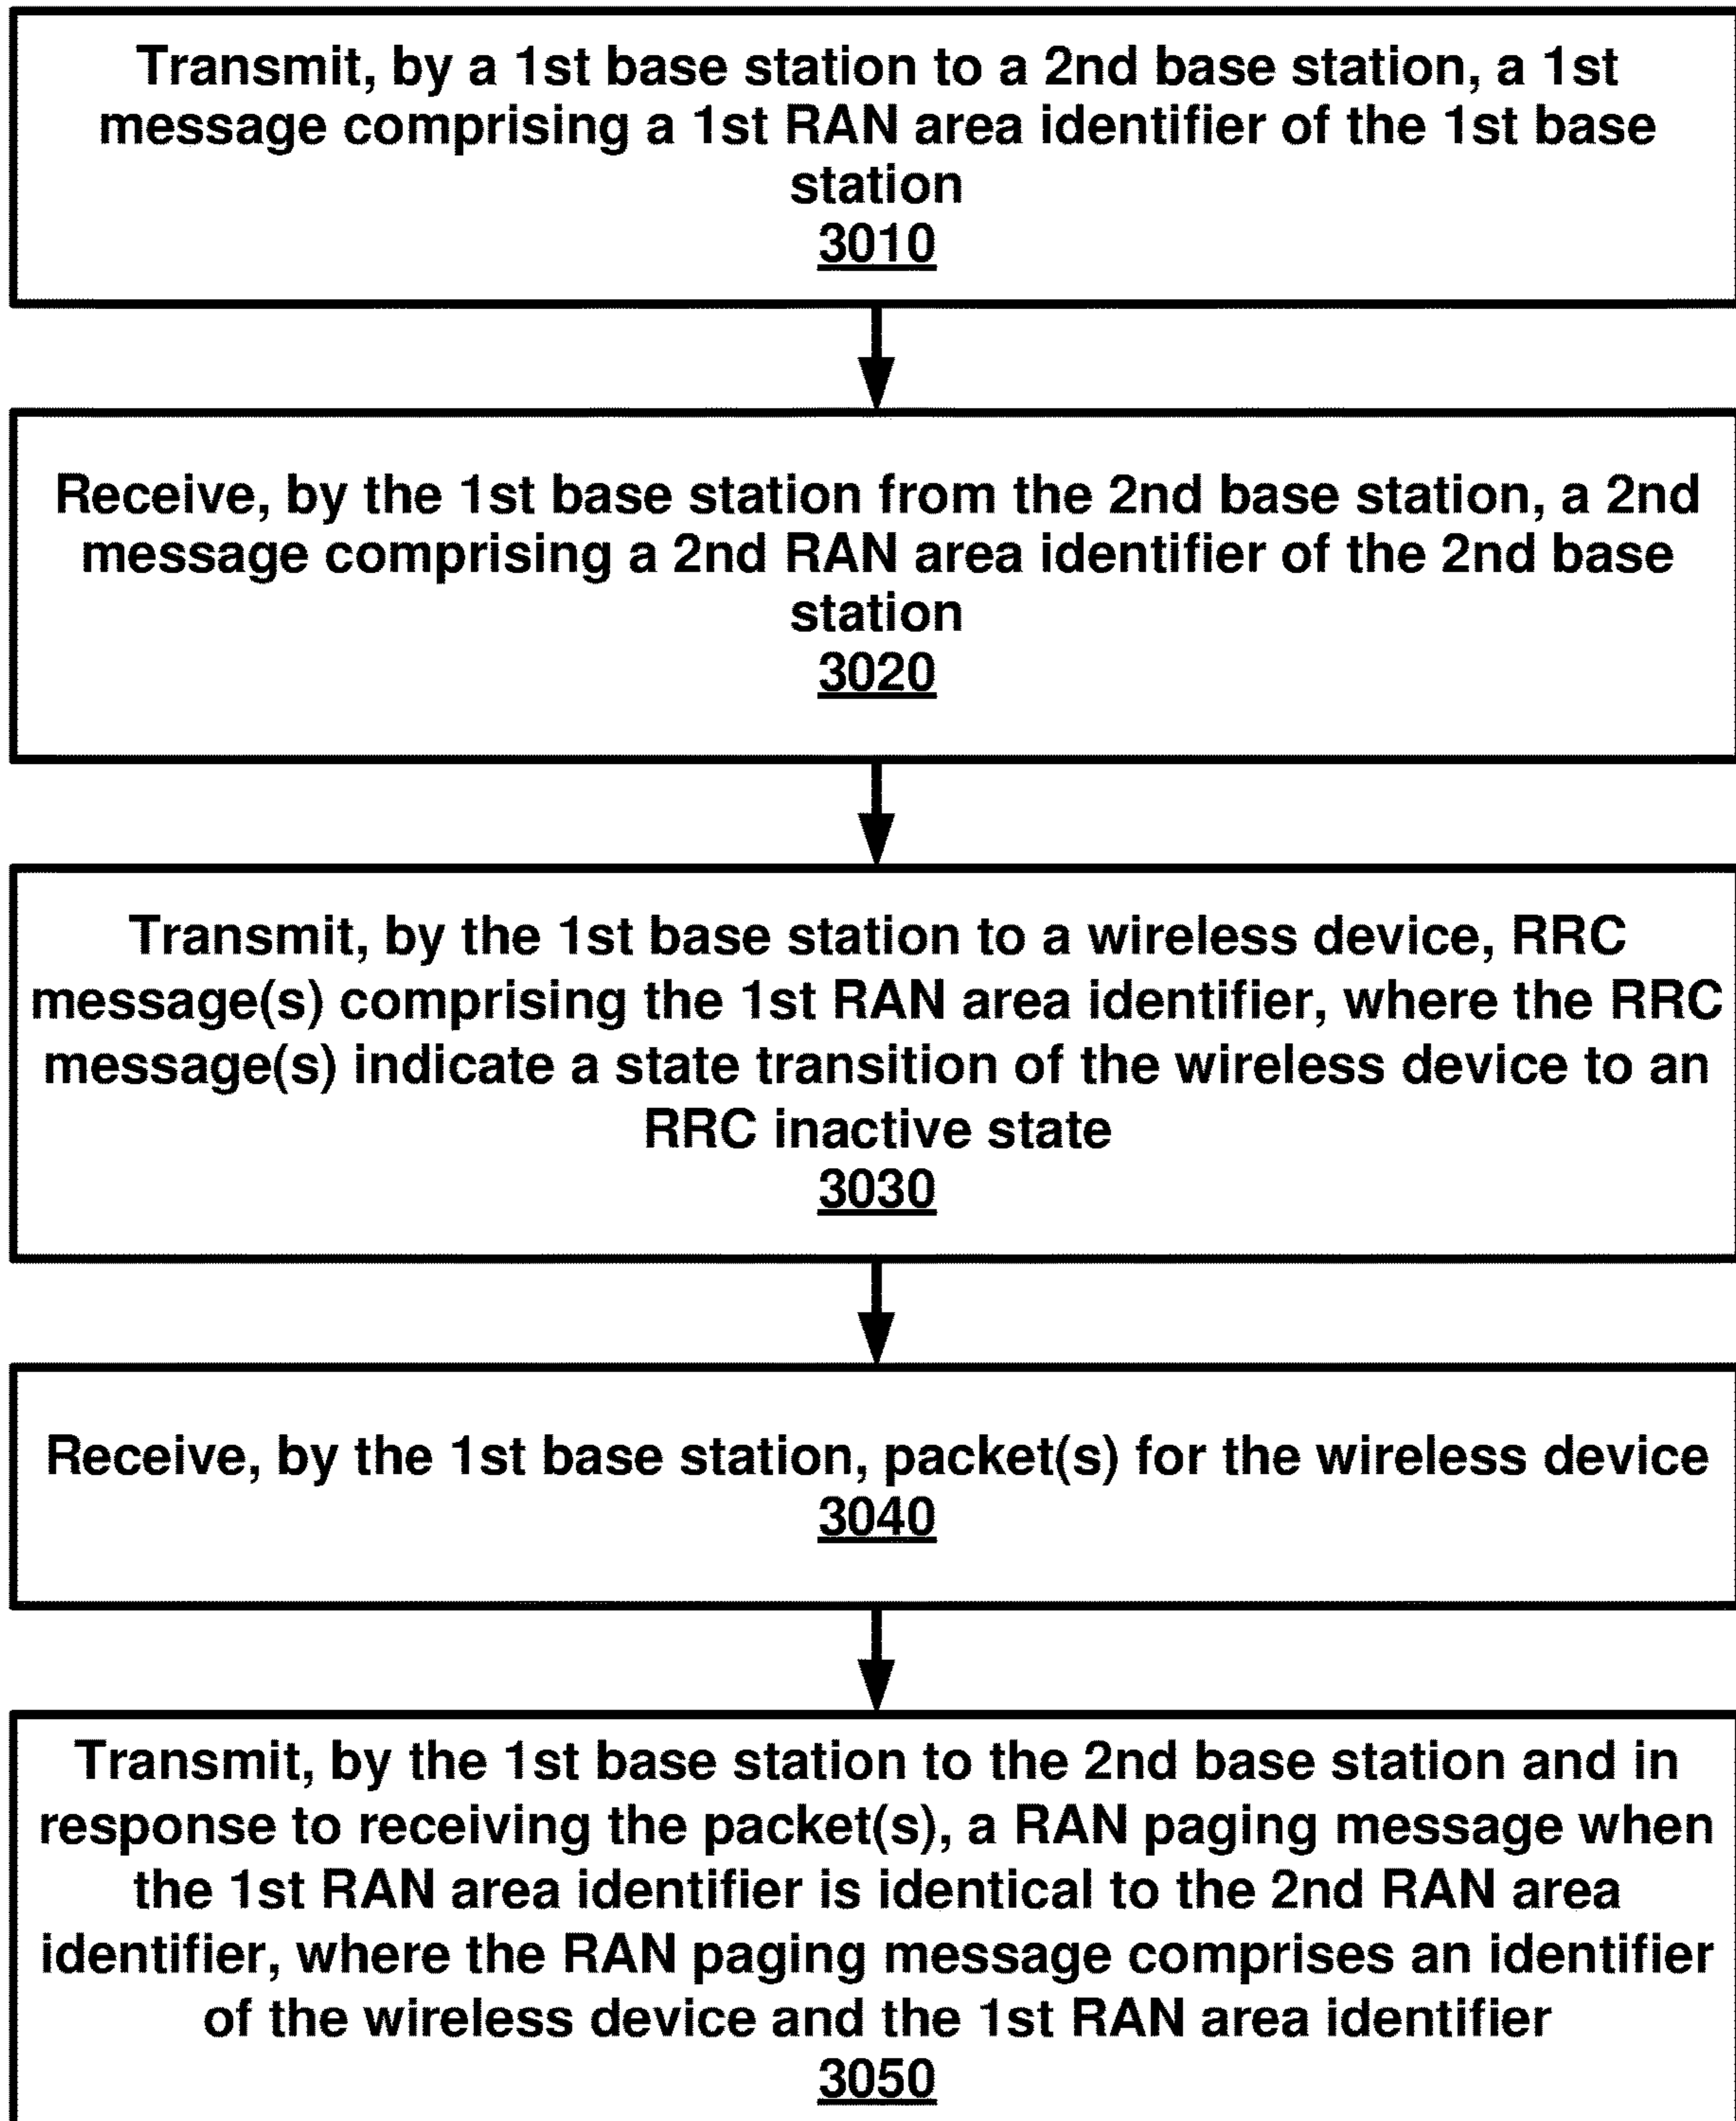 Transmit, by a 1st base station to a 2nd base station, a 1st
message comprising a 1st RAN area identifier of the 1st base
station
3010
Receive, by the 1st base station from the 2nd base station, a 2nd
message comprising a 2nd RAN area identifier of the 2nd base
station
3020
Transmit, by the 1st base station to a wireless device, RRC
message(s) comprising the 1st RAN area identifier, where the RRC
message(s) indicate a state transition of the wireless device to an
RRC inactive state
3030
Receive, by the 1st base station, packet(s) for the wireless device
3040
Transmit, by the 1st base station to the 2nd base station and in
response to receiving the packet(s), a RAN paging message when
the 1st RAN area identifier is identical to the 2nd RAN area
identifier, where the RAN paging message comprises an identifier
of the wireless device and the 1st RAN area identifier
3050